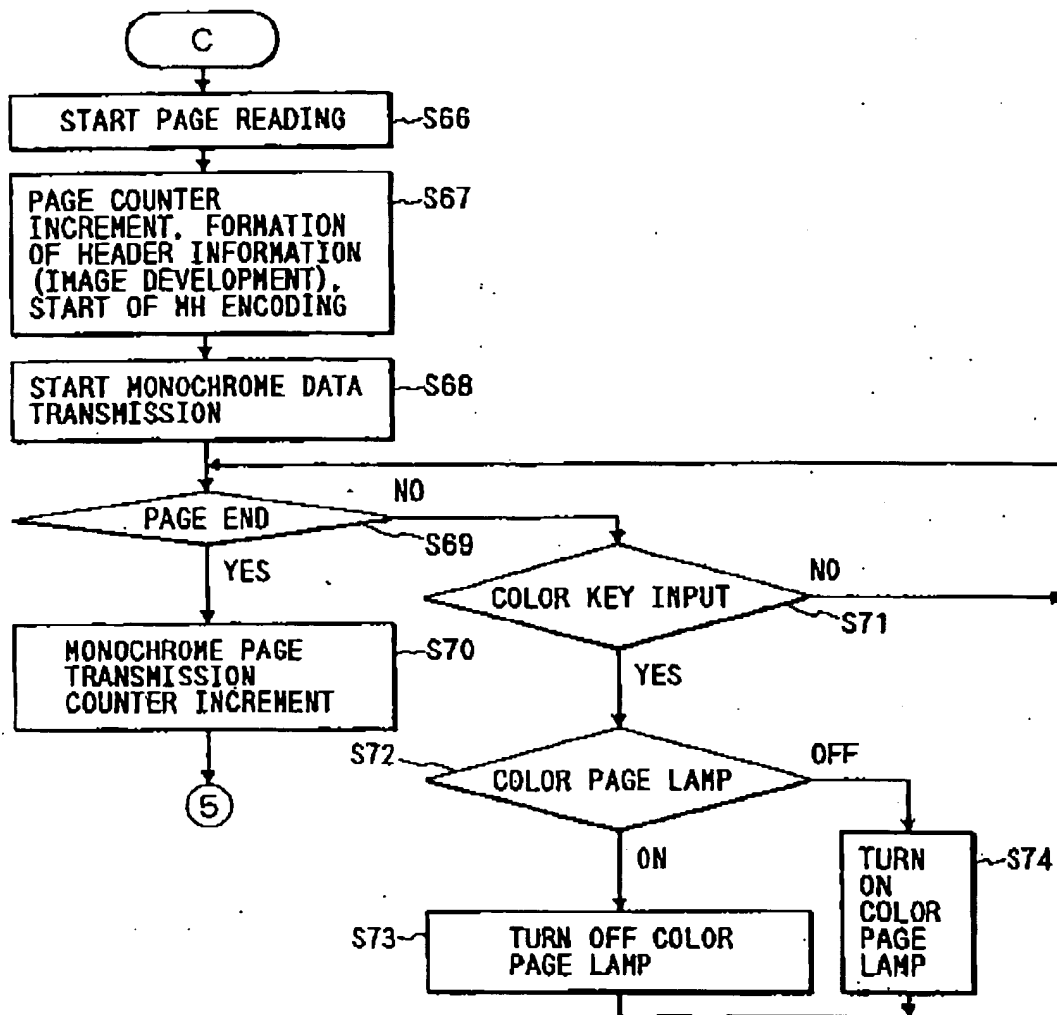 C
START PAGE READING
S66
PAGE COUNTER
INCREMENT, FORMATION
OF HEADER INFORMATION
(IMAGE DEVELOPMENT),
START OF MH ENCODING
S67
START MONOCHROME DATA
TRANSMISSION
S68
PAGE END
NO
S69
YES
COLOR KEY INPUT
NO
S71
YES
MONOCHROME PAGE
TRANSMISSION
COUNTER INCREMENT
S70
5
S72
COLOR PAGE LAMP
OFF
ON
TURN
ON
COLOR
PAGE
LAMP
S74
S73
TURN OFF COLOR
PAGE LAMP